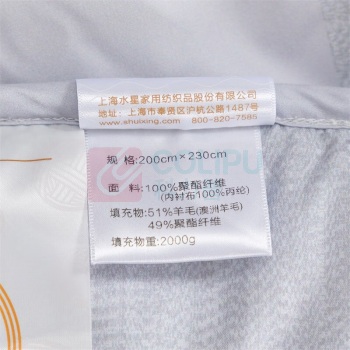 上海水星家用纺织品股份有限公司
地址：上海市奉贤区沪杭公路1487号
www.shuixing.com 800-820-7585
规 格：200cm×230cm
面 料：100%聚酯纤维
(内衬布100%丙纶)
填充物：51%羊毛(澳洲羊毛)
49%聚酯纤维
填充物重：2000g